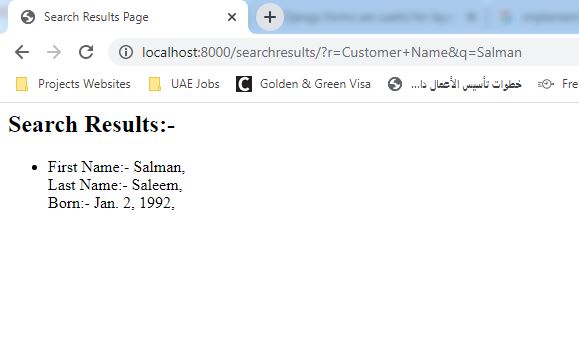 Search Results Page
localhost:8000/searchresults/?r=Customer+Name&q=Salman
Projects Websites UAE Jobs Golden & Green Visa خطوات تأسيس الأعمال دا... Fre
Search Results:-
First Name:- Salman,
Last Name:- Saleem,
Born:- Jan. 2, 1992,